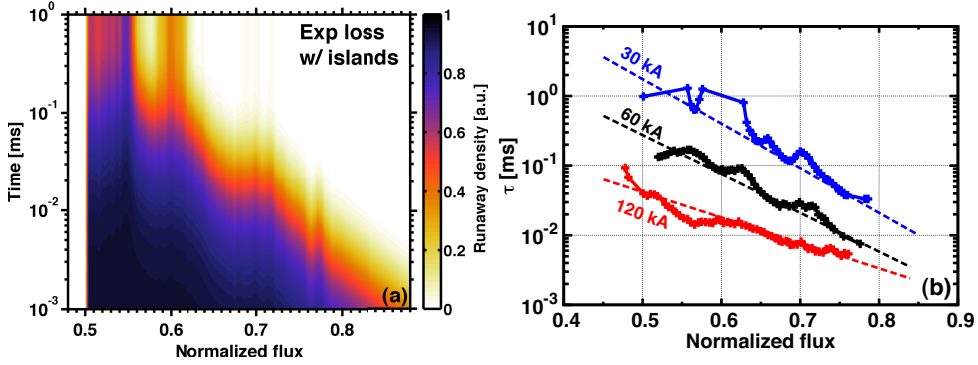 Exp loss
w/ islands
(a)
Time [ms]
10^0
10^-1
10^-2
10^-3
0.5 0.6 0.7 0.8
Normalized flux
1
0.8
0.6
0.4
0.2
0
Runaway density [a.u.]
(b)
τ [ms]
10^1
10^0
10^-1
10^-2
10^-3
30 kA
60 kA
120 kA
0.4 0.5 0.6 0.7 0.8 0.9
Normalized flux